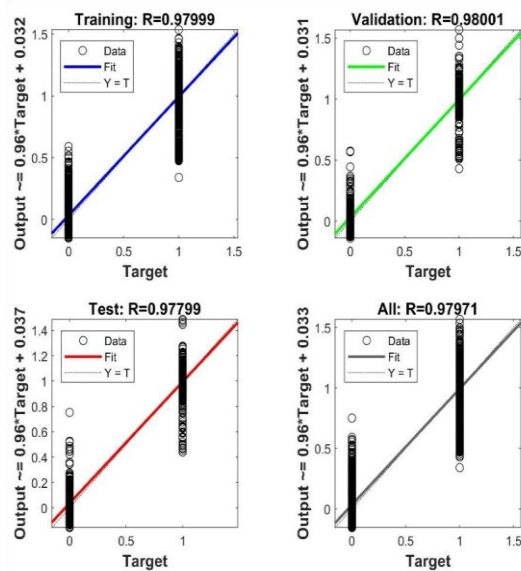 Training: R=0.97999
Output ~= 0.96*Target + 0.032
1.5
1
0.5
0
Data
Fit
Y = T
0
0.5
1
1.5
Target
Validation: R=0.98001
Output ~= 0.96*Target + 0.031
1.5
1
0.5
0
Data
Fit
Y = T
0
0.5
1
1.5
Target
Test: R=0.97799
Output ~= 0.96*Target + 0.037
1.4
1.2
1
0.8
0.6
0.4
0.2
0
Data
Fit
Y = T
0
0.5
1
1.5
Target
All: R=0.97971
Output ~= 0.96*Target + 0.033
1.5
1
0.5
0
Data
Fit
Y = T
0
0.5
1
1.5
Target